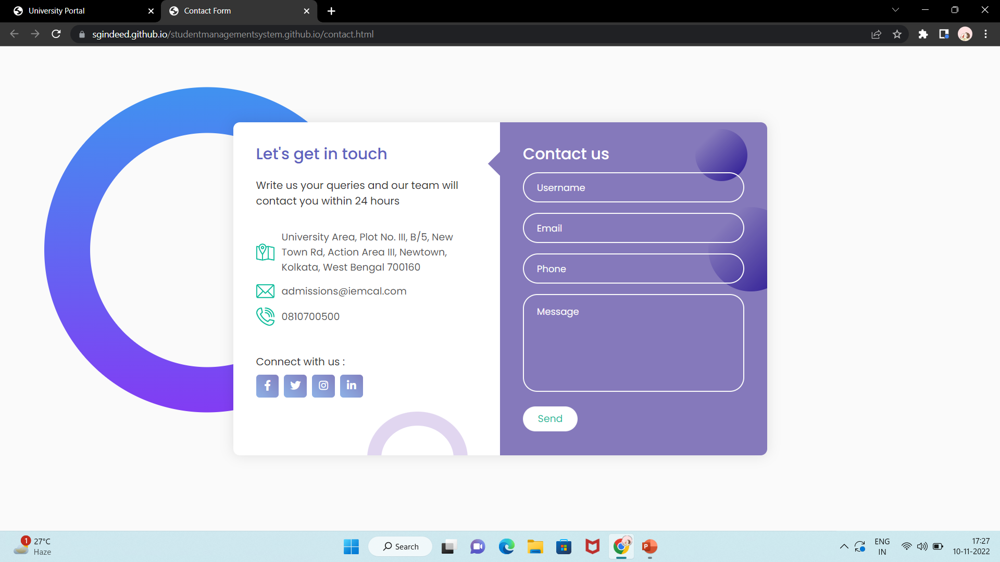 University Portal
Contact Form
sgindeed.github.io/studentmanagementsystem.github.io/contact.html
Let's get in touch
Write us your queries and our team will
contact you within 24 hours
University Area, Plot No. III, B/5, New
Town Rd, Action Area III, Newtown,
Kolkata, West Bengal 700160
admissions@iemcal.com
0810700500
Connect with us :
Contact us
Username
Email
Phone
Message
Send
1
27°C
Haze
Search
P
ENG
IN
17:27
10-11-2022